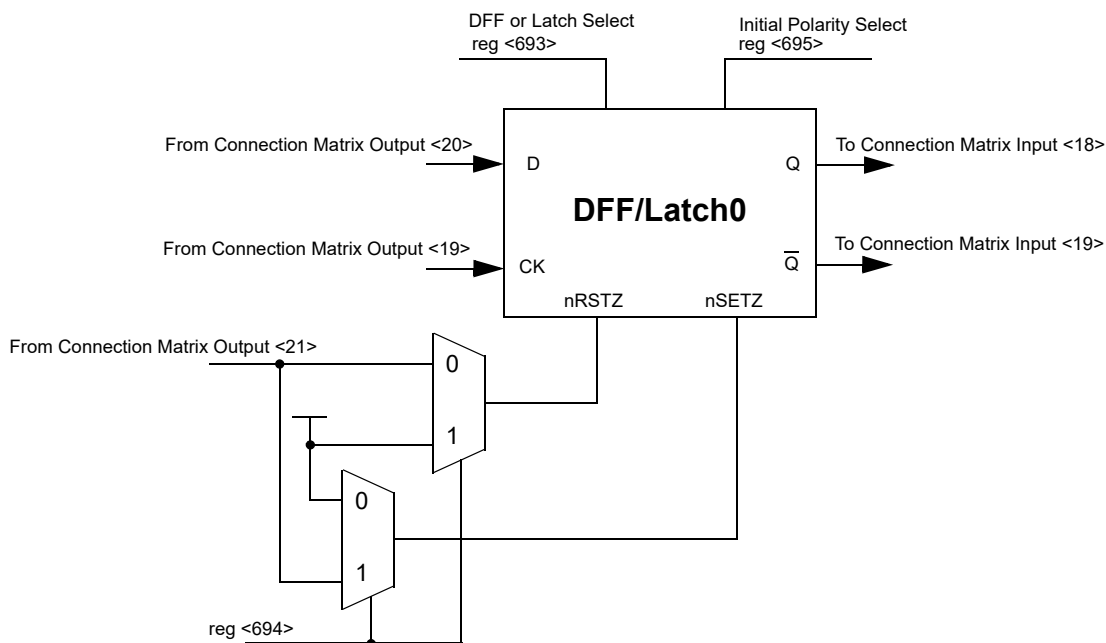 DFF or Latch Select
reg <693>
Initial Polarity Select
reg <695>
From Connection Matrix Output <20>
D
Q
To Connection Matrix Input <18>
DFF/Latch0
From Connection Matrix Output <19>
CK
Q̅
To Connection Matrix Input <19>
nRSTZ
nSETZ
From Connection Matrix Output <21>
0
1
0
1
reg <694>